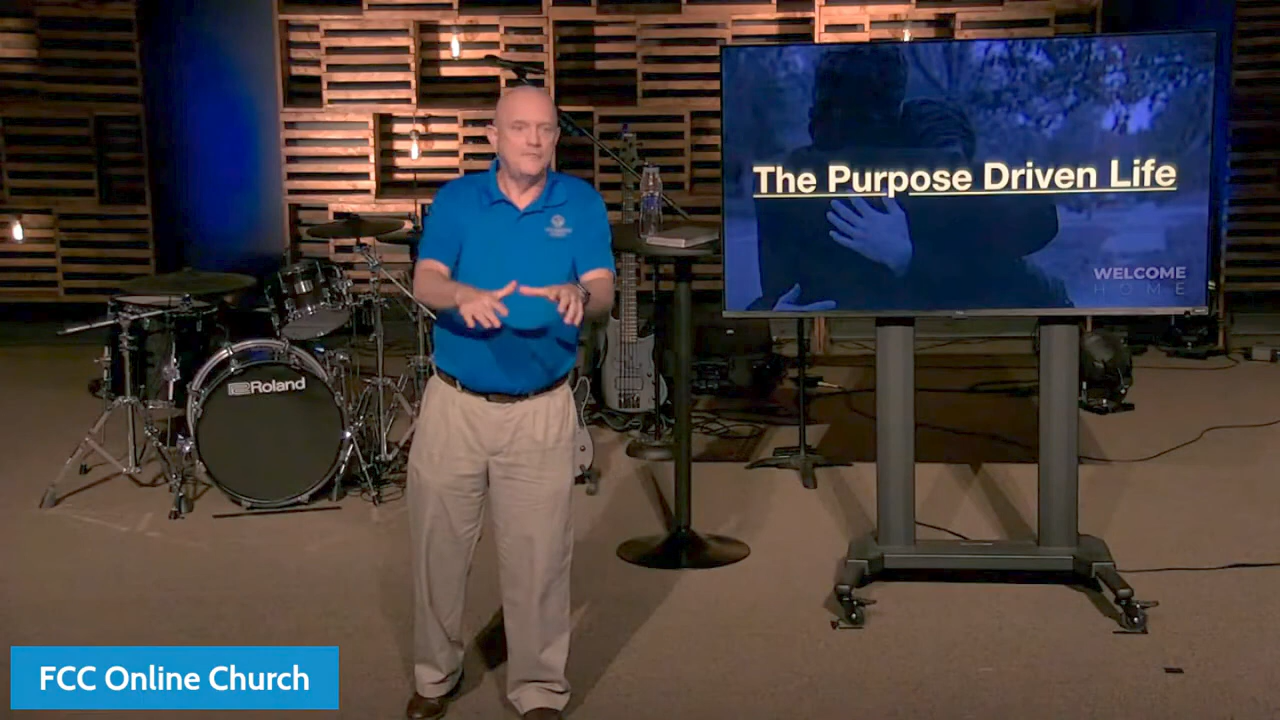 The Purpose Driven Life
WELCOME
HOME
Roland
FCC Online Church